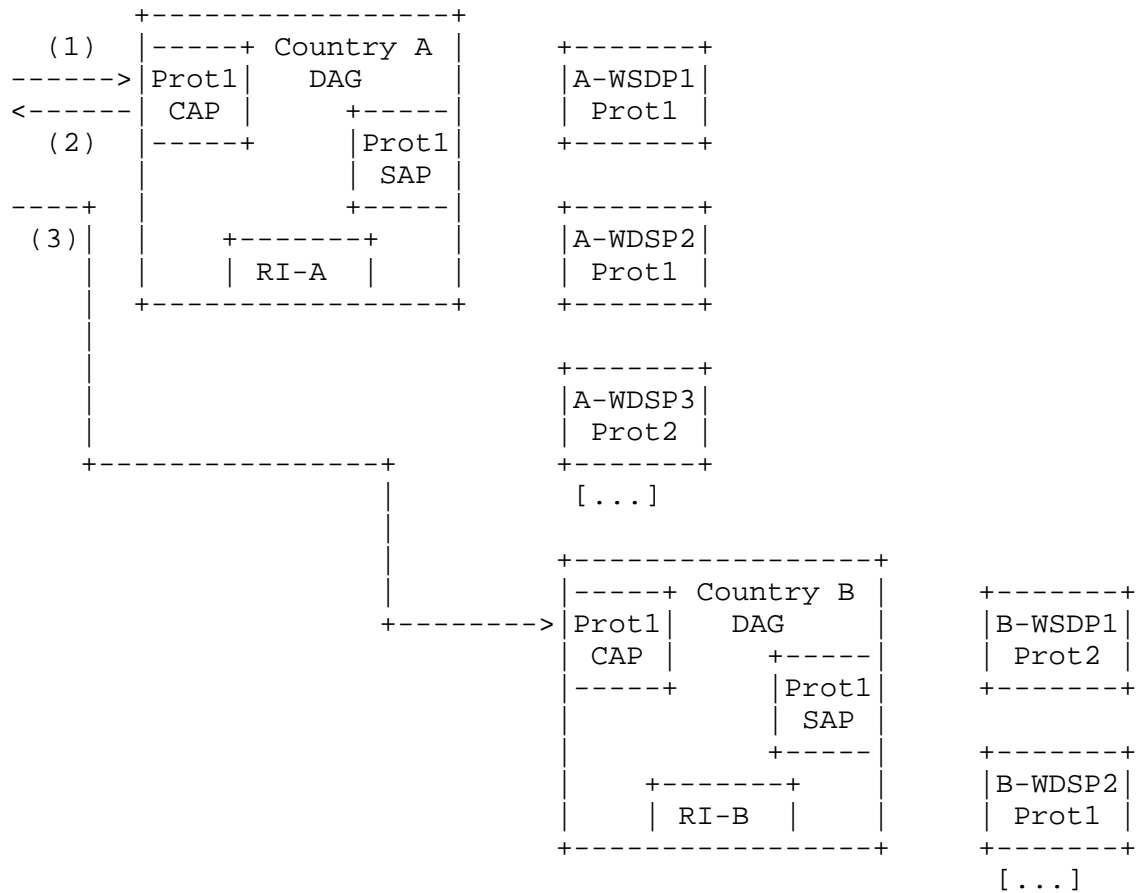 (1) Country A
Prot1 DAG A-WSDP1
CAP Prot1
(2) Prot1
SAP
(3) A-WDSP2
RI-A Prot1
A-WDSP3
Prot2
[...]
Country B
Prot1 DAG B-WSDP1
CAP Prot2
Prot1
SAP
B-WDSP2
RI-B Prot1
[...]